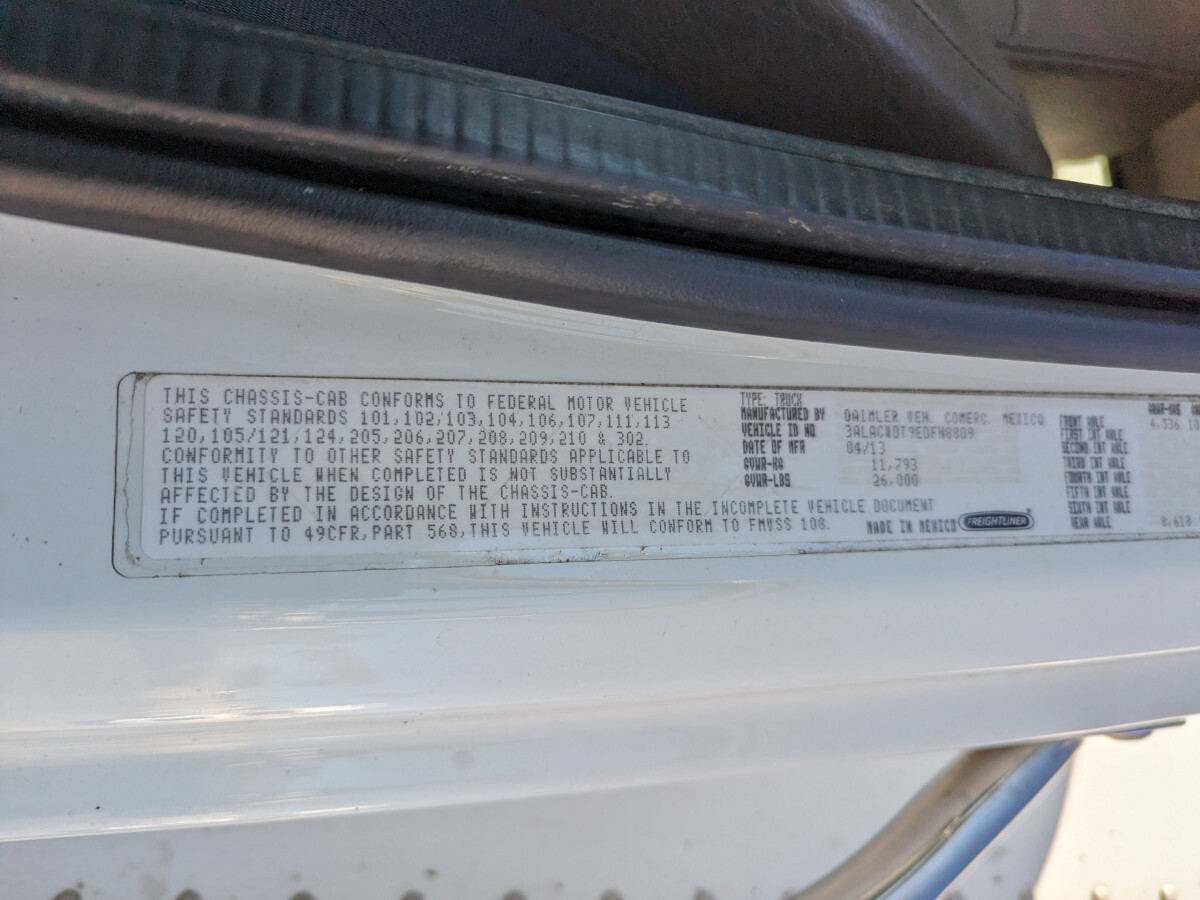 THIS CHASSIS-CAB CONFORMS TO FEDERAL MOTOR VEHICLE
SAFETY STANDARDS 101,102,103,104,106,107,111,113
120,105/121,124,205,206,207,208,209,210 & 302.
CONFORMITY TO OTHER SAFETY STANDARDS APPLICABLE TO
THIS VEHICLE WHEN COMPLETED IS NOT SUBSTANTIALLY
AFFECTED BY THE DESIGN OF THE CHASSIS-CAB.
IF COMPLETED IN ACCORDANCE WITH INSTRUCTIONS IN THE INCOMPLETE VEHICLE DOCUMENT
PURSUANT TO 49CFR,PART 568,THIS VEHICLE WILL CONFORM TO FMVSS 108.
TYPE: TRUCK
MANUFACTURED BY DAIMLER VEH. COMERC. MEXICO
VEHICLE ID NO
DATE OF MFR 04/13
GVWR-KG 11,793
GVWR-LBS 26,000
MADE IN MEXICO FREIGHTLINER
FRONT AXLE 4,536
FIRST INT AXLE
SECOND INT AXLE
THIRD INT AXLE
FOURTH INT AXLE
FIFTH INT AXLE
SIXTH INT AXLE
REAR AXLE 8,618